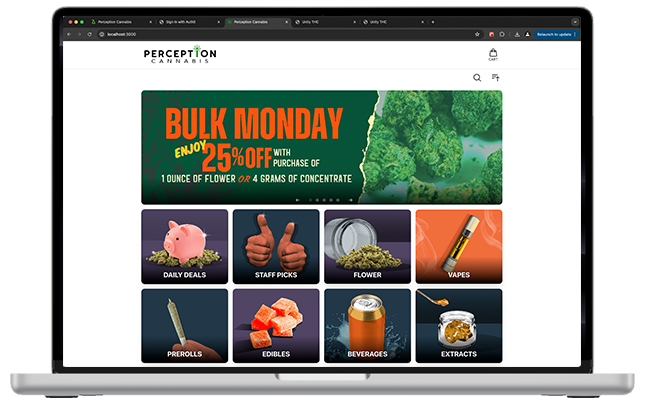 Perception Cannabis
Sign In with Auth0
Perception Cannabis
Unity THC
Unity THC
localhost:3000
Relaunch to update
PERCEPTION
CANNABIS
CART
BULK MONDAY
ENJOY 25% OFF WITH PURCHASE OF
1 OUNCE OF FLOWER OR 4 GRAMS OF CONCENTRATE
DAILY DEALS
STAFF PICKS
FLOWER
VAPES
PREROLLS
EDIBLES
BEVERAGES
EXTRACTS